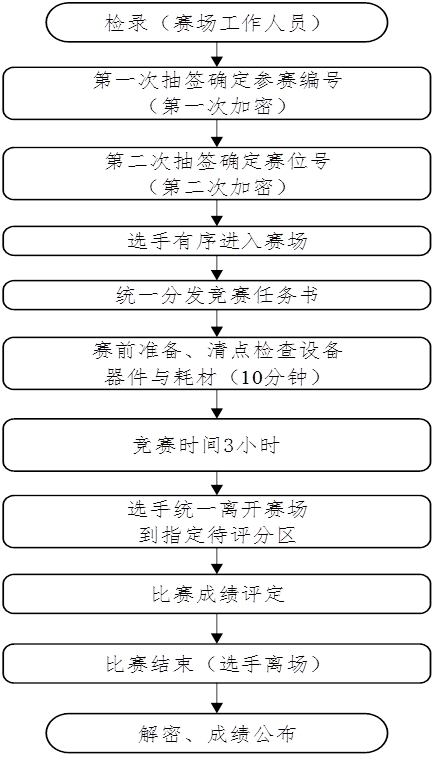 检录（赛场工作人员）
第一次抽签确定参赛编号
（第一次加密）
第二次抽签确定赛位号
（第二次加密）
选手有序进入赛场
统一分发竞赛任务书
赛前准备、清点检查设备
器件与耗材（10分钟）
竞赛时间3小时
选手统一离开赛场
到指定待评分区
比赛成绩评定
比赛结束（选手离场）
解密、成绩公布